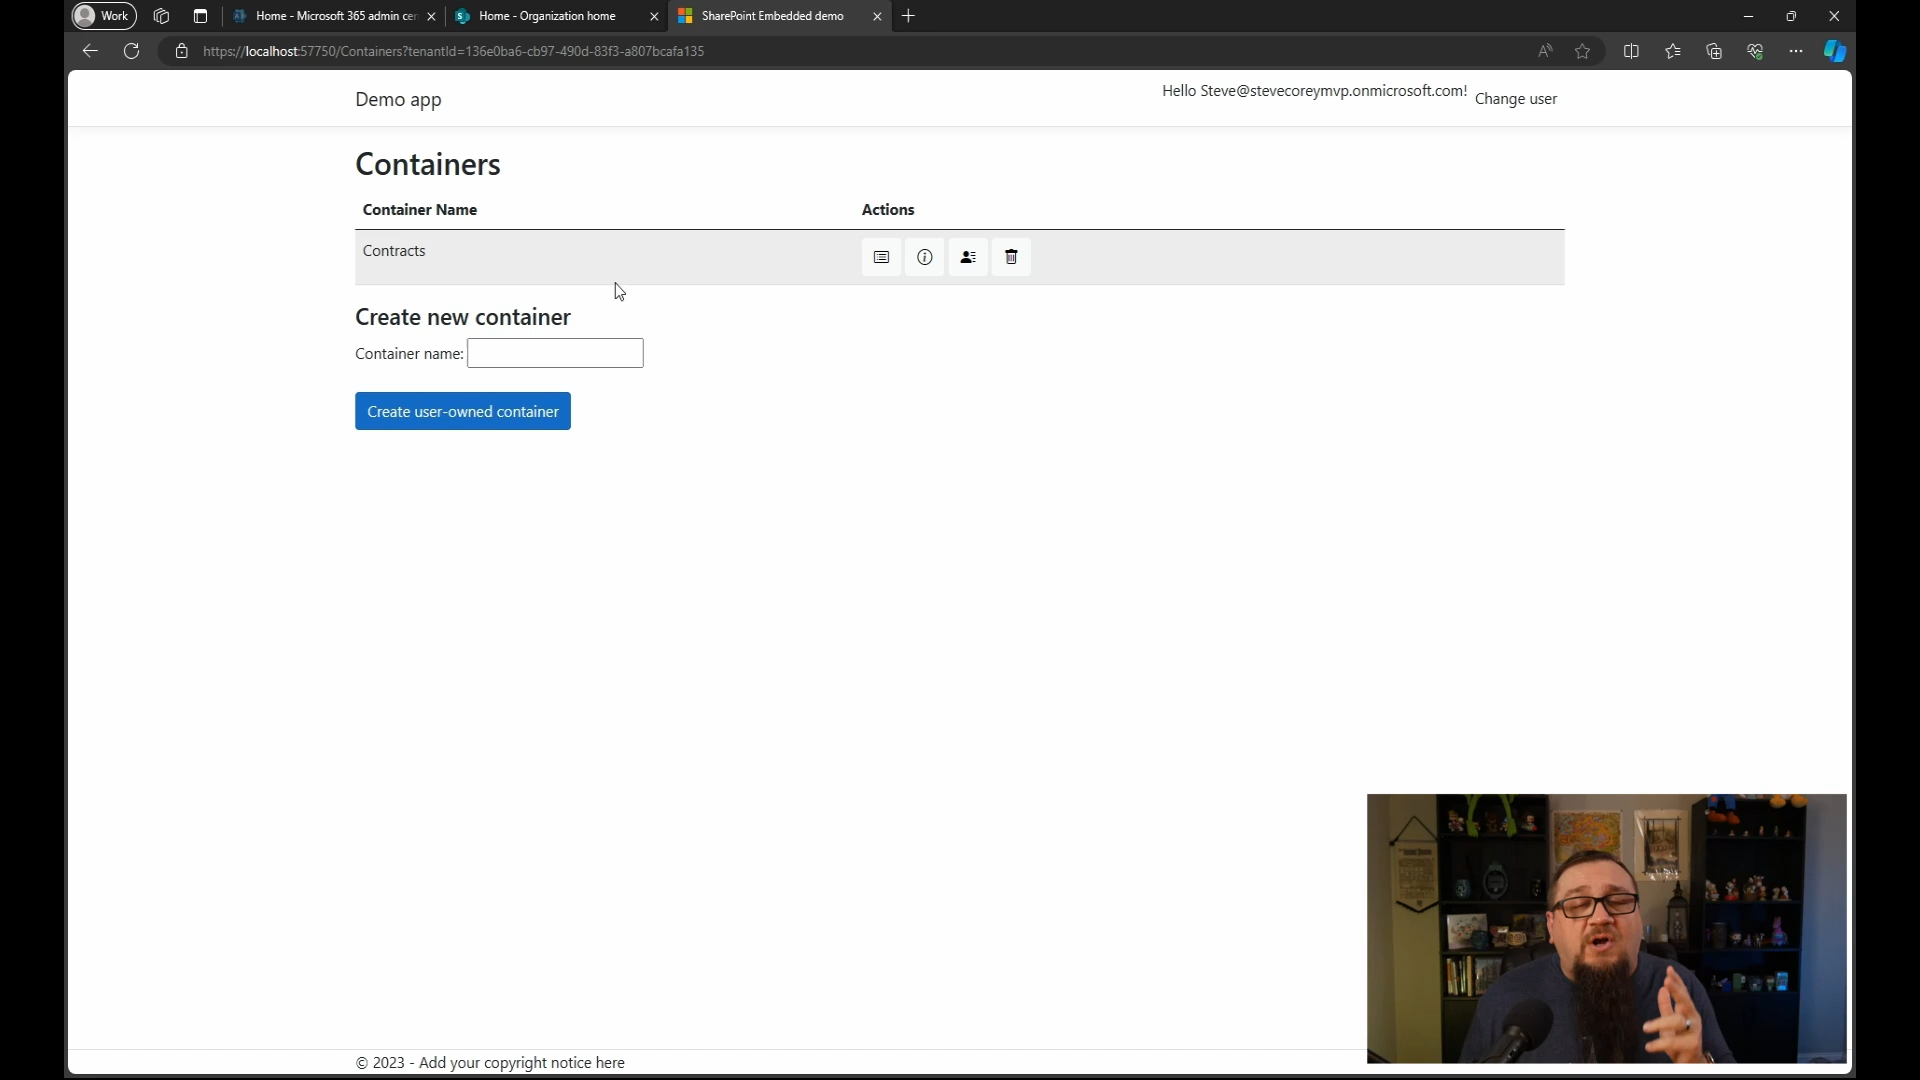 Work
Home - Microsoft 365 admin cen
Home - Organization home
SharePoint Embedded demo
https://localhost:57750/Containers?tenantId=136e0ba6-cb97-490d-83f3-a807bcafa135
Demo app
Hello Steve@stevecoreymvp.onmicrosoft.com!
Change user
Containers
Container Name
Actions
Contracts
Create new container
Container name:
Create user-owned container
© 2023 - Add your copyright notice here